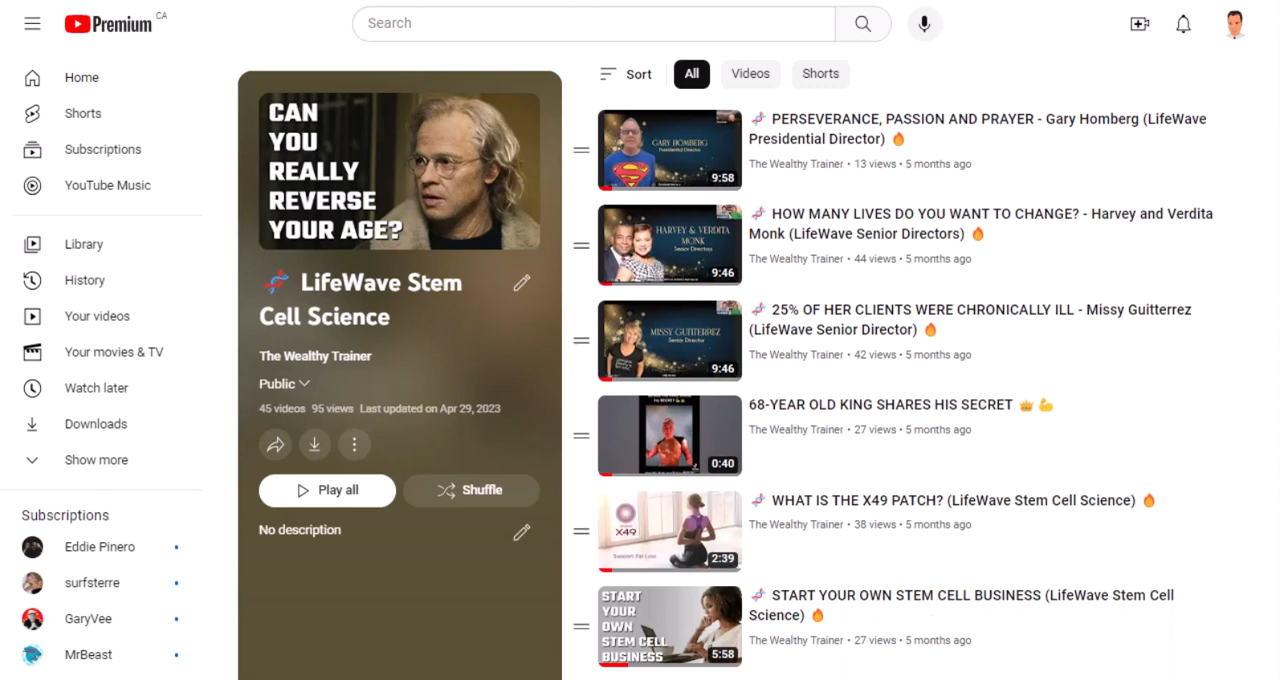 Premium CA
Search
Home
Shorts
Subscriptions
YouTube Music
Library
History
Your videos
Your movies & TV
Watch later
Downloads
Show more
Subscriptions
Eddie Pinero
surfsterre
GaryVee
MrBeast
CAN
YOU
REALLY
REVERSE
YOUR AGE?
🧬 LifeWave Stem
Cell Science
The Wealthy Trainer
Public
45 videos 95 views Last updated on Apr 29, 2023
Play all
Shuffle
No description
Sort
All
Videos
Shorts
GARY HOMBERG
Presidential Director
9:58
🧬 PERSEVERANCE, PASSION AND PRAYER - Gary Homberg (LifeWave
Presidential Director) 🔥
The Wealthy Trainer • 13 views • 5 months ago
HARVEY & VERDITA
MONK
Senior Directors
9:46
🧬 HOW MANY LIVES DO YOU WANT TO CHANGE? - Harvey and Verdita
Monk (LifeWave Senior Directors) 🔥
The Wealthy Trainer • 44 views • 5 months ago
MISSY GUITTERREZ
Senior Director
9:46
🧬 25% OF HER CLIENTS WERE CHRONICALLY ILL - Missy Guitterrez
(LifeWave Senior Director) 🔥
The Wealthy Trainer • 42 views • 5 months ago
0:40
68-YEAR OLD KING SHARES HIS SECRET 👑 💪
The Wealthy Trainer • 27 views • 5 months ago
X49
Support Fat Loss
2:39
🧬 WHAT IS THE X49 PATCH? (LifeWave Stem Cell Science) 🔥
The Wealthy Trainer • 38 views • 5 months ago
START
YOUR
OWN
STEM CELL
BUSINESS
5:58
🧬 START YOUR OWN STEM CELL BUSINESS (LifeWave Stem Cell
Science) 🔥
The Wealthy Trainer • 27 views • 5 months ago